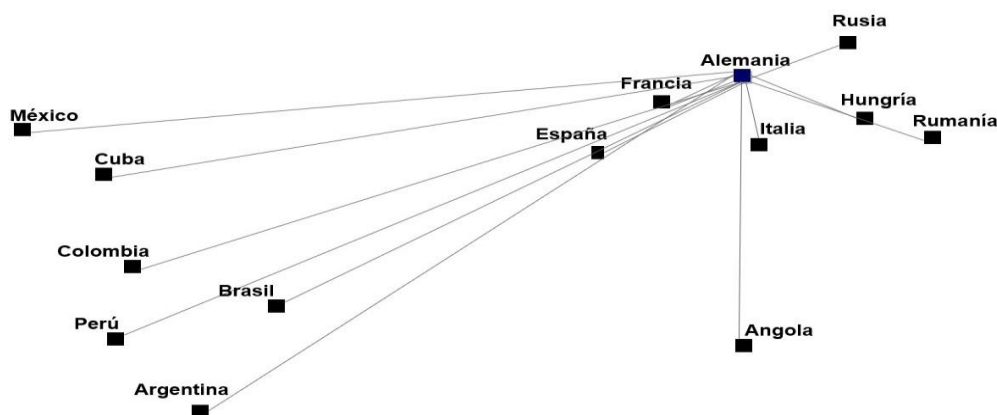 Rusia
Alemania
Francia
Hungría
México
Rumanía
Italia
España
Cuba
Colombia
Brasil
Perú
Angola
Argentina